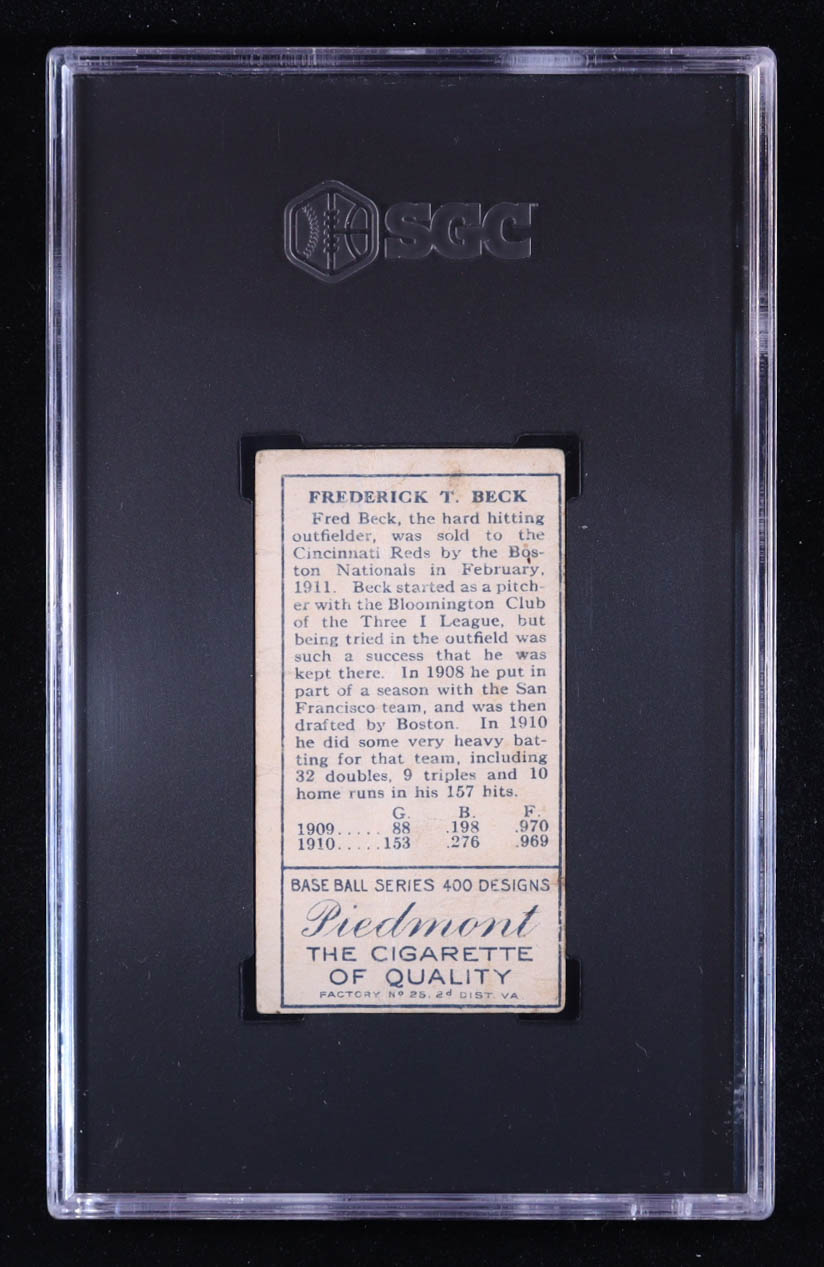 SGC
FREDERICK T. BECK
Fred Beck, the hard hitting
outfielder, was sold to the
Cincinnati Reds by the Bos-
ton Nationals in February,
1911. Beck started as a pitch-
er with the Bloomington Club
of the Three I League, but
being tried in the outfield was
such a success that he was
kept there. In 1908 he put in
part of a season with the San
Francisco team, and was then
drafted by Boston. In 1910
he did some very heavy bat-
ting for that team, including
32 doubles, 9 triples and 10
home runs in his 157 hits.
G. B. F.
1909..... 88 .198 .970
1910.....153 .276 .969
BASE BALL SERIES 400 DESIGNS
Piedmont
THE CIGARETTE
OF QUALITY
FACTORY Nº 25, 2d DIST. VA